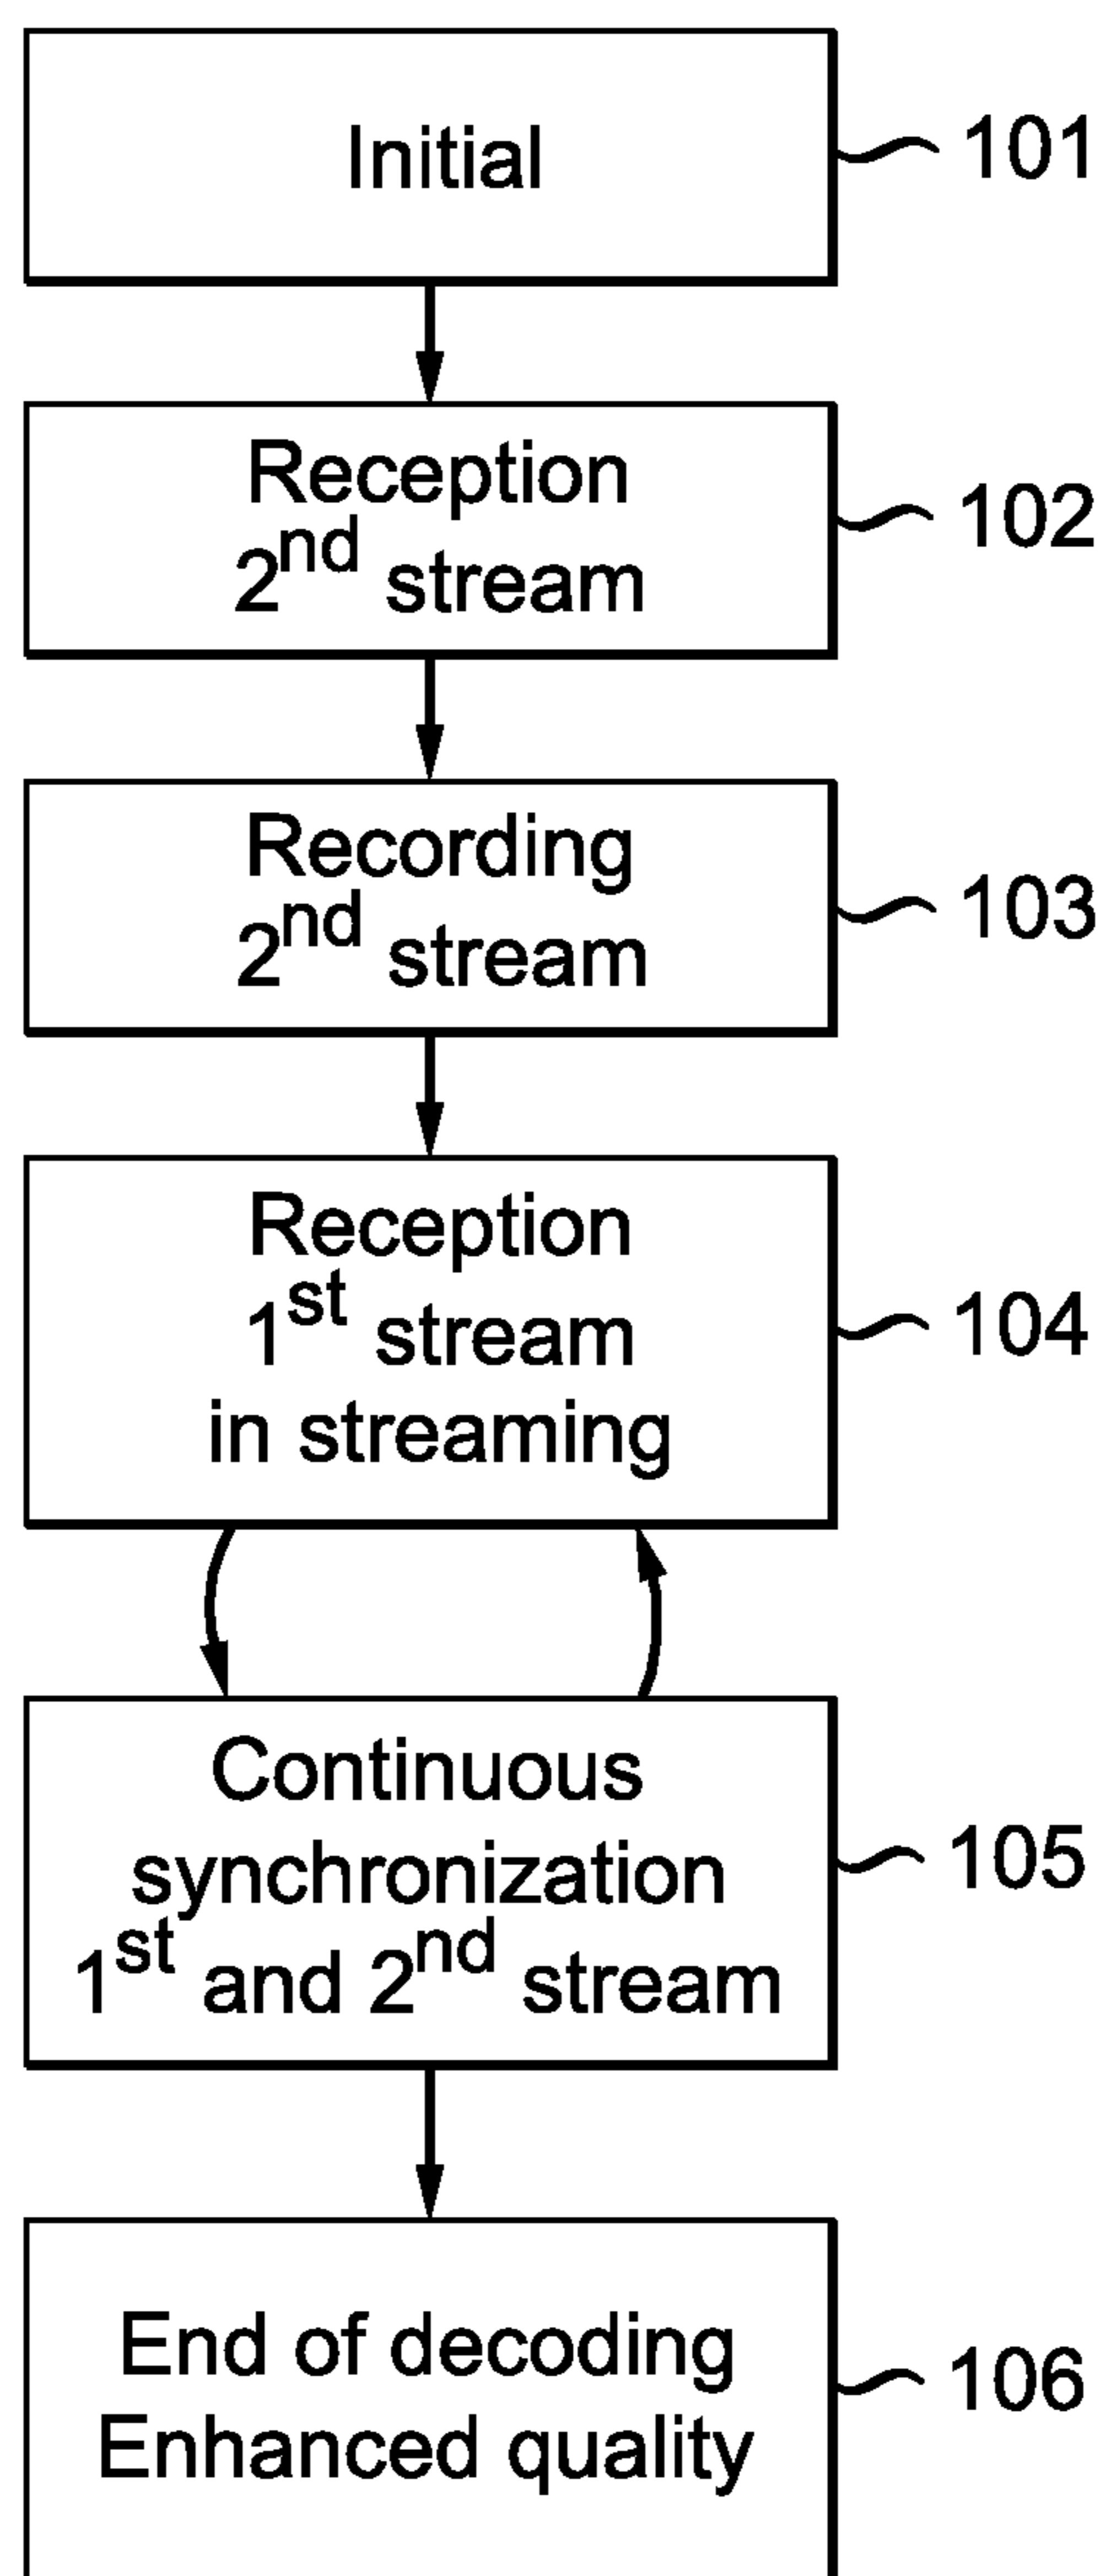 Initial
101
Reception
2nd stream
102
Recording
2nd stream
103
Reception
1st stream
in streaming
104
Continuous
synchronization
1st and 2nd stream
105
End of decoding
Enhanced quality
106